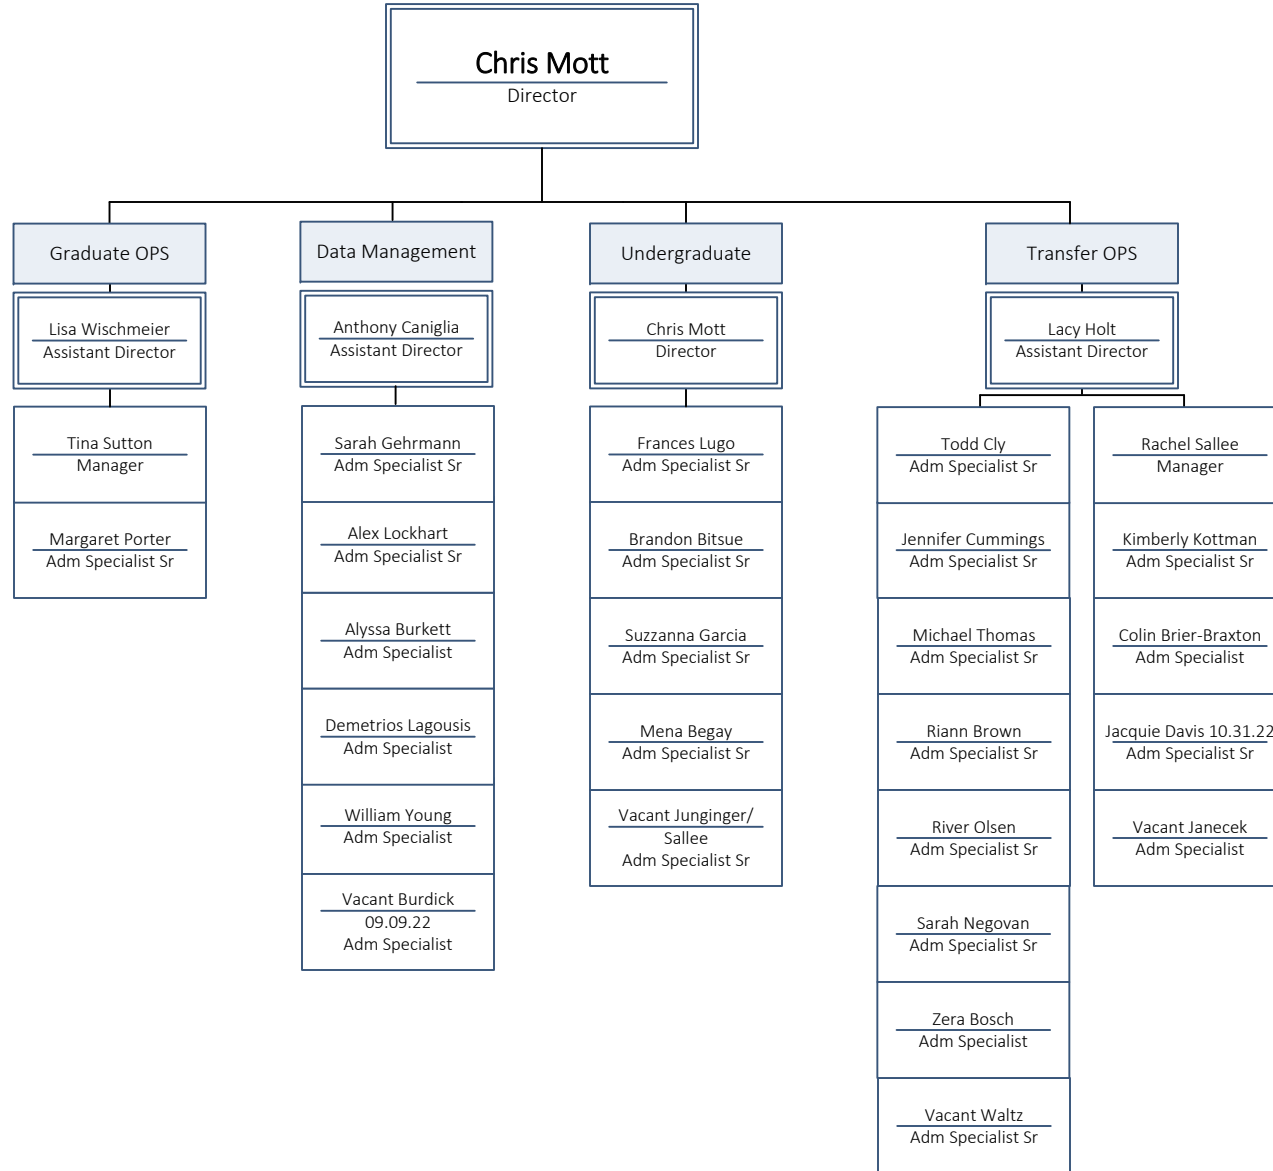 Chris Mott
Director
Graduate OPS
Lisa Wischmeier
Assistant Director
Tina Sutton
Manager
Margaret Porter
Adm Specialist Sr
Data Management
Anthony Caniglia
Assistant Director
Sarah Gehrmann
Adm Specialist Sr
Alex Lockhart
Adm Specialist Sr
Alyssa Burkett
Adm Specialist
Demetrios Lagousis
Adm Specialist
William Young
Adm Specialist
Vacant Burdick
09.09.22
Adm Specialist
Undergraduate
Chris Mott
Director
Frances Lugo
Adm Specialist Sr
Brandon Bitsue
Adm Specialist Sr
Suzzanna Garcia
Adm Specialist Sr
Mena Begay
Adm Specialist Sr
Vacant Junginger/
Sallee
Adm Specialist Sr
Transfer OPS
Lacy Holt
Assistant Director
Todd Cly
Adm Specialist Sr
Jennifer Cummings
Adm Specialist Sr
Michael Thomas
Adm Specialist Sr
Riann Brown
Adm Specialist Sr
River Olsen
Adm Specialist Sr
Sarah Negovan
Adm Specialist Sr
Zera Bosch
Adm Specialist
Vacant Waltz
Adm Specialist Sr
Rachel Sallee
Manager
Kimberly Kottman
Adm Specialist Sr
Colin Brier-Braxton
Adm Specialist
Jacquie Davis 10.31.22
Adm Specialist Sr
Vacant Janecek
Adm Specialist